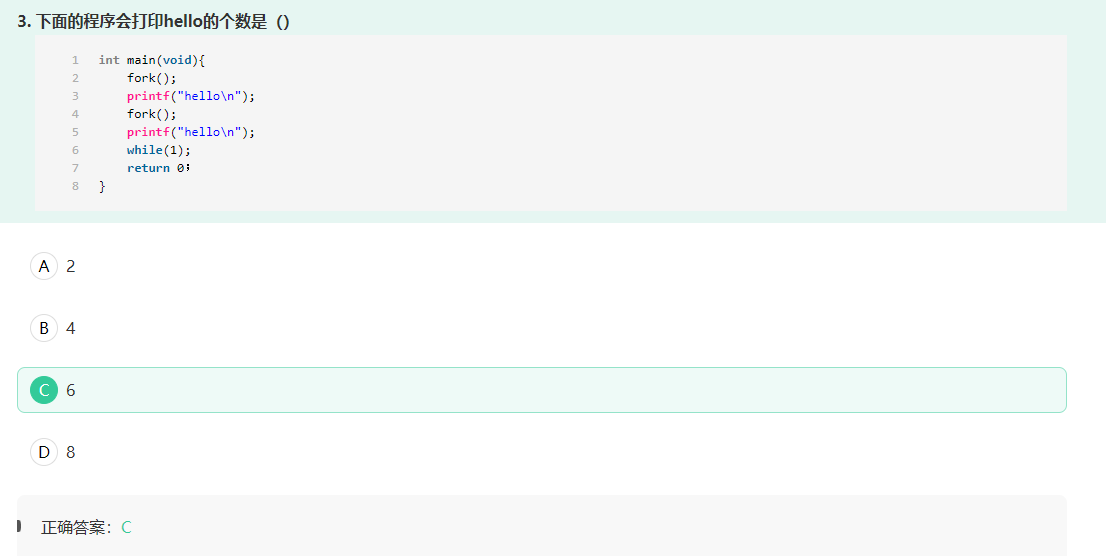 3. 下面的程序会打印hello的个数是（）
1 int main(void){
2 fork();
3 printf("hello\n");
4 fork();
5 printf("hello\n");
6 while(1);
7 return 0;
8 }
A 2
B 4
C 6
D 8
正确答案：C